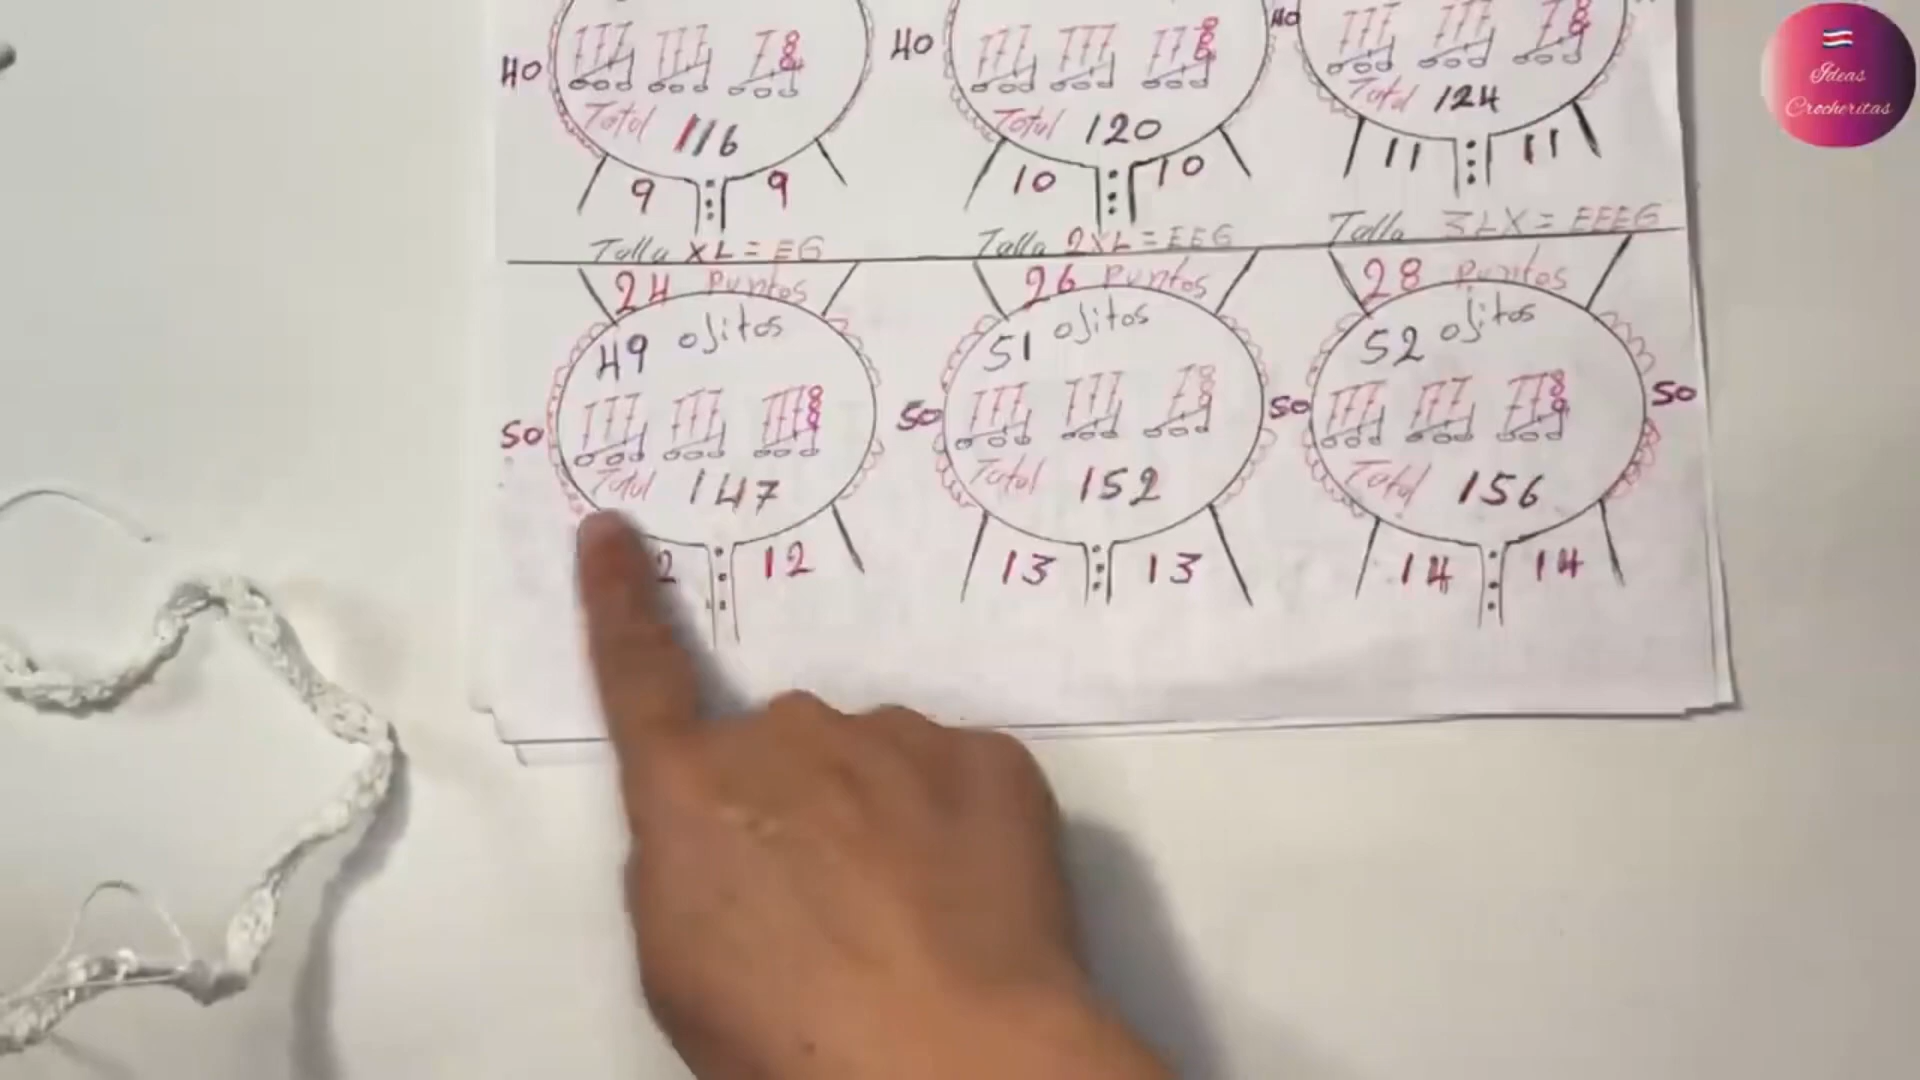 40
Total 116
9 9
40
Total 120
10 10
40
Total 124
11 11
Talla XL = EG
24 Puntos
49 ojitos
50
Total 147
2 12
Talla 2XL = EEG
26 Puntos
51 ojitos
50
Total 152
13 13
Talla 3LX = EEEG
28 Puntos
52 ojitos
50 50
Total 156
14 14
Ideas
Crocheritas